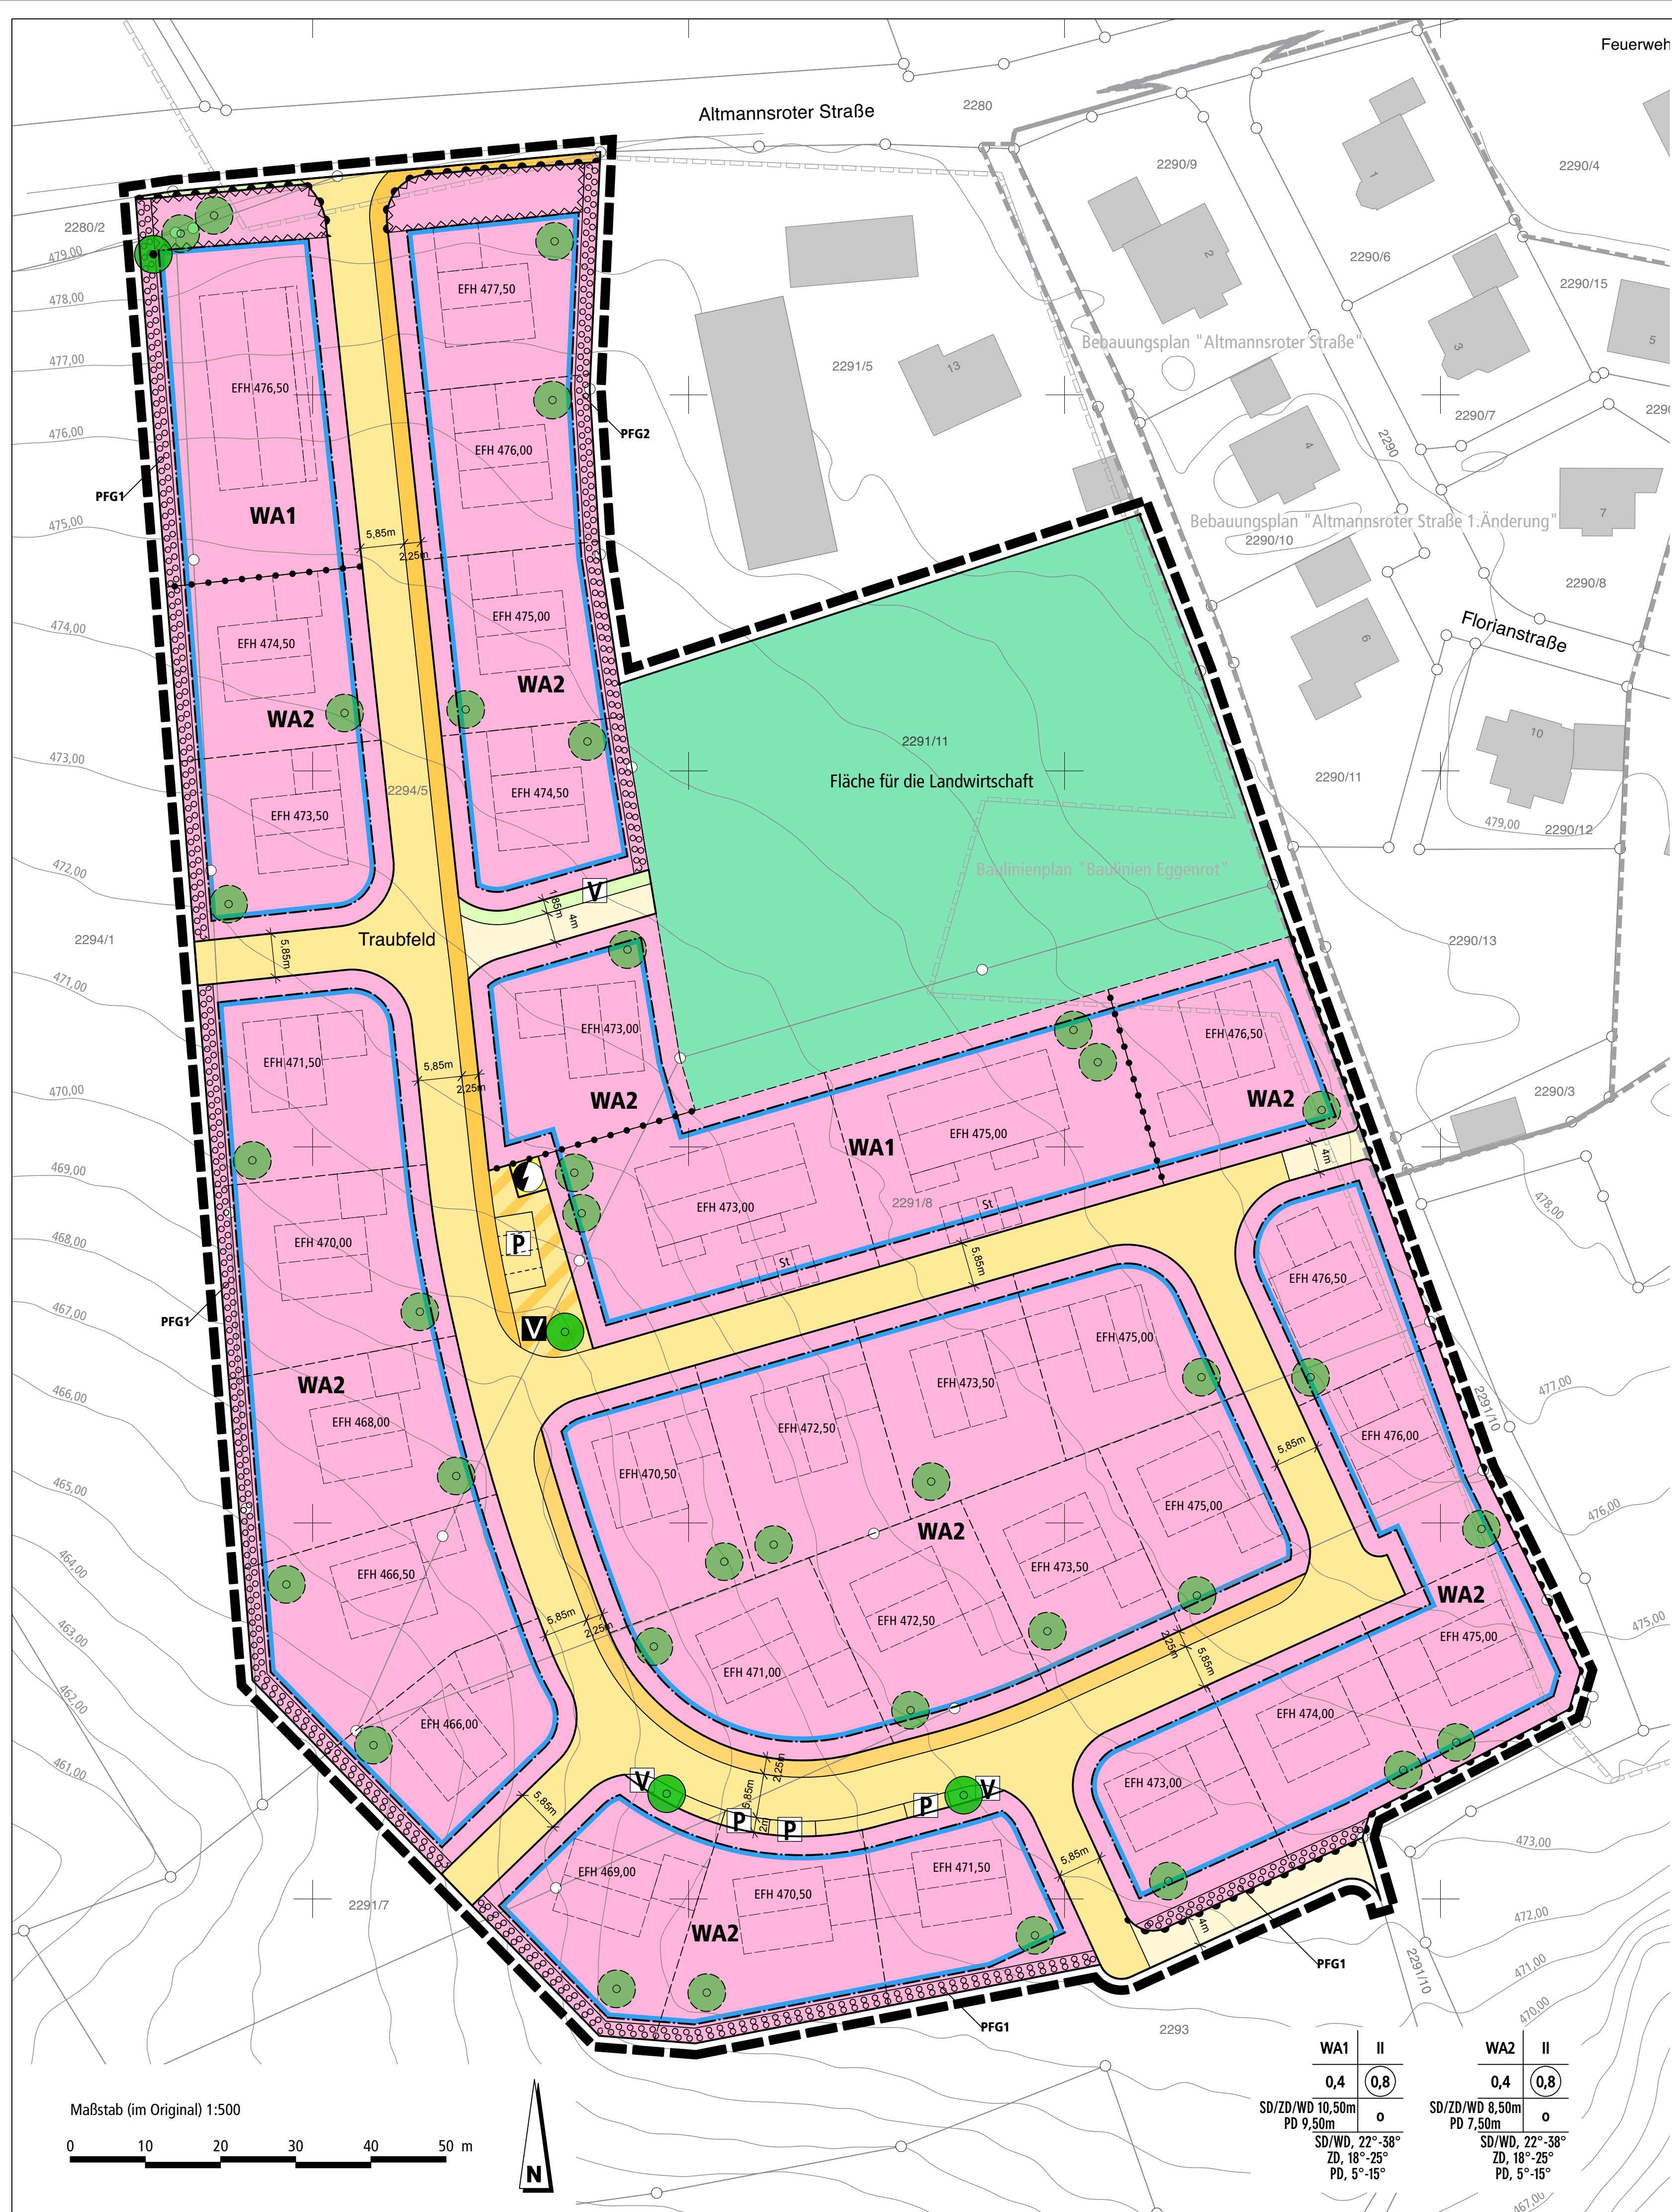 Feuerweh
Altmannsroter Straße
2280
2290/9
2290/4
1
2280/2
479,00
478,00
477,00
476,00
475,00
474,00
473,00
472,00
471,00
470,00
469,00
468,00
467,00
466,00
465,00
464,00
463,00
462,00
461,00
2
2290/6
2290/15
EFH 477,50
Bebauungsplan "Altmannsroter Straße"
3
5
2291/5
13
EFH 476,50
2290/7
2290
EFH 476,00
PFG2
4
PFG1
WA1
Bebauungsplan "Altmannsroter Straße 1.Änderung"
7
2290/10
5,85m
2,25m
2290/8
EFH 475,00
EFH 474,50
6
Florianstraße
WA2
WA2
2291/11
Fläche für die Landwirtschaft
10
2290/11
2294/5
EFH 474,50
EFH 473,50
479,00
2290/12
Baulinienplan "Baulinien Eggenrot"
V
1,85m
4m
2294/1
Traubfeld
5,85m
2290/13
EFH 473,00
EFH 476,50
EFH 471,50
5,85m
2,25m
WA2
WA2
2290/3
EFH 475,00
WA1
4m
EFH 473,00
2291/8
St
St
478,00
EFH 470,00
P
5,85m
EFH 476,50
PFG1
V
EFH 475,00
WA2
EFH 473,50
477,00
2291/10
EFH 468,00
EFH 472,50
EFH 476,00
5,85m
EFH 470,50
EFH 475,00
WA2
476,00
EFH 466,50
EFH 473,50
WA2
5,85m
2,25m
EFH 472,50
475,00
EFH 475,00
2,25m
5,85m
EFH 471,00
EFH 466,00
EFH 474,00
V
5,85m
2,25m
V
EFH 473,00
5,85m
P
P
P
2m
473,00
EFH 469,00
EFH 471,50
5,85m
EFH 470,50
2291/7
WA2
4m
472,00
PFG1
2291/10
471,00
470,00
PFG1
2293
WA1 II
0,4 0,8
SD/ZD/WD 10,50m
PD 9,50m
o
SD/WD, 22°-38°
ZD, 18°-25°
PD, 5°-15°
WA2 II
0,4 0,8
SD/ZD/WD 8,50m
PD 7,50m
o
SD/WD, 22°-38°
ZD, 18°-25°
PD, 5°-15°
467,00
Maßstab (im Original) 1:500
0 10 20 30 40 50 m
N